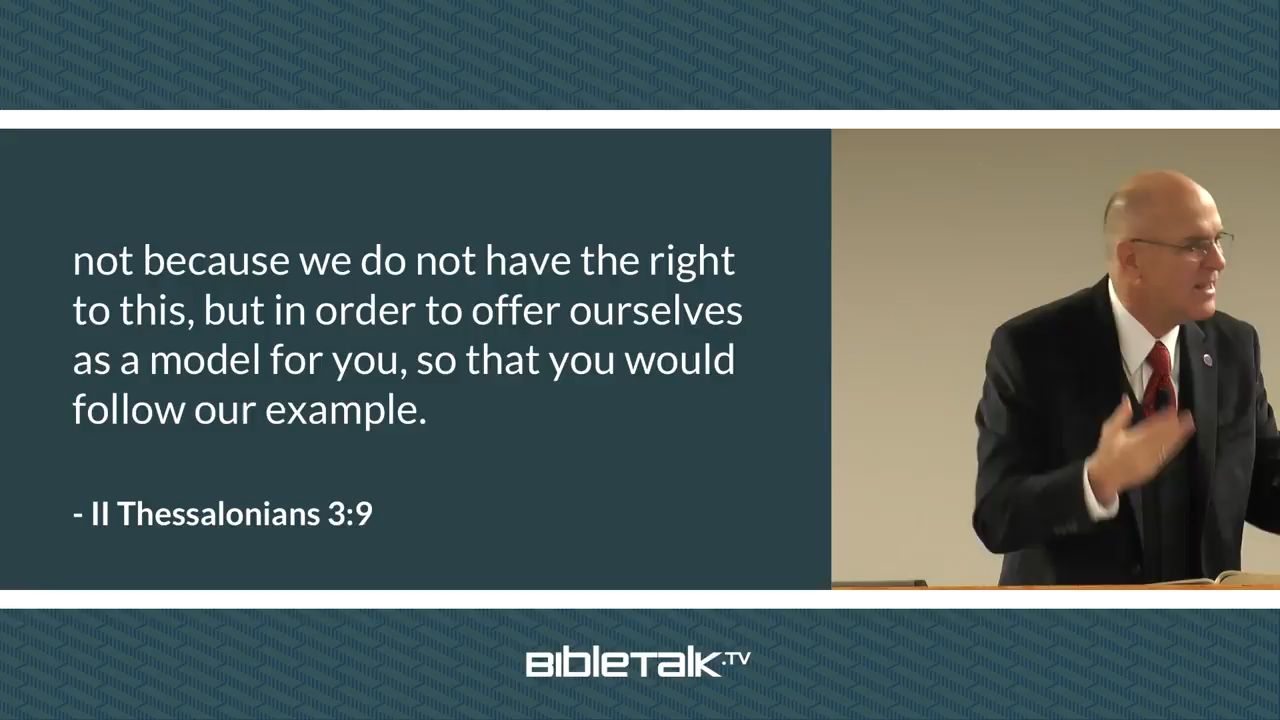 not because we do not have the right
to this, but in order to offer ourselves
as a model for you, so that you would
follow our example.
- II Thessalonians 3:9
BibleTalk.TV